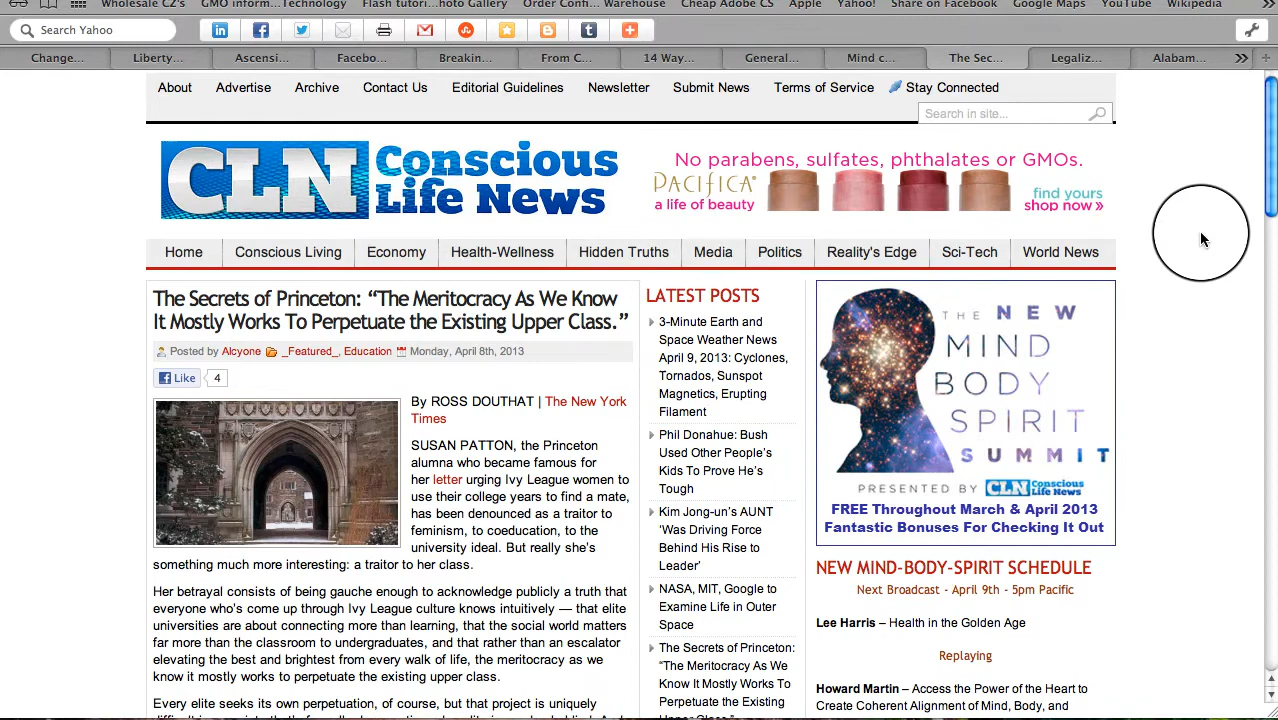 Wholesale CZ's GMO inform...Technology Flash tutori...hoto Gallery Order Conf... Warehouse Cheap Adobe CS Apple Yahoo! Share on Facebook Google Maps YouTube Wikipedia
Search Yahoo
Change... Liberty... Ascensi... Facebo... Breakin... From C... 14 Way... General... Mind c... The Sec... Legaliz... Alabam...
About Advertise Archive Contact Us Editorial Guidelines Newsletter Submit News Terms of Service Stay Connected
Search in site...
CLN Conscious
Life News
No parabens, sulfates, phthalates or GMOs.
PACIFICA
a life of beauty
find yours
shop now »
Home Conscious Living Economy Health-Wellness Hidden Truths Media Politics Reality's Edge Sci-Tech World News
The Secrets of Princeton: “The Meritocracy As We Know
It Mostly Works To Perpetuate the Existing Upper Class.”
Posted by Alcyone _Featured_, Education Monday, April 8th, 2013
Like 4
By ROSS DOUTHAT | The New York
Times
SUSAN PATTON, the Princeton
alumna who became famous for
her letter urging Ivy League women to
use their college years to find a mate,
has been denounced as a traitor to
feminism, to coeducation, to the
university ideal. But really she’s
something much more interesting: a traitor to her class.
Her betrayal consists of being gauche enough to acknowledge publicly a truth that
everyone who’s come up through Ivy League culture knows intuitively — that elite
universities are about connecting more than learning, that the social world matters
far more than the classroom to undergraduates, and that rather than an escalator
elevating the best and brightest from every walk of life, the meritocracy as we
know it mostly works to perpetuate the existing upper class.
Every elite seeks its own perpetuation, of course, but that project is uniquely
LATEST POSTS
3-Minute Earth and
Space Weather News
April 9, 2013: Cyclones,
Tornados, Sunspot
Magnetics, Erupting
Filament
Phil Donahue: Bush
Used Other People’s
Kids To Prove He’s
Tough
Kim Jong-un’s AUNT
‘Was Driving Force
Behind His Rise to
Leader’
NASA, MIT, Google to
Examine Life in Outer
Space
The Secrets of Princeton:
“The Meritocracy As We
Know It Mostly Works To
Perpetuate the Existing
Upper Class.”
THE NEW
MIND
BODY
SPIRIT
SUMMIT
PRESENTED BY CLN Conscious
Life News
FREE Throughout March & April 2013
Fantastic Bonuses For Checking It Out
NEW MIND-BODY-SPIRIT SCHEDULE
Next Broadcast - April 9th - 5pm Pacific
Lee Harris – Health in the Golden Age
Replaying
Howard Martin – Access the Power of the Heart to
Create Coherent Alignment of Mind, Body, and